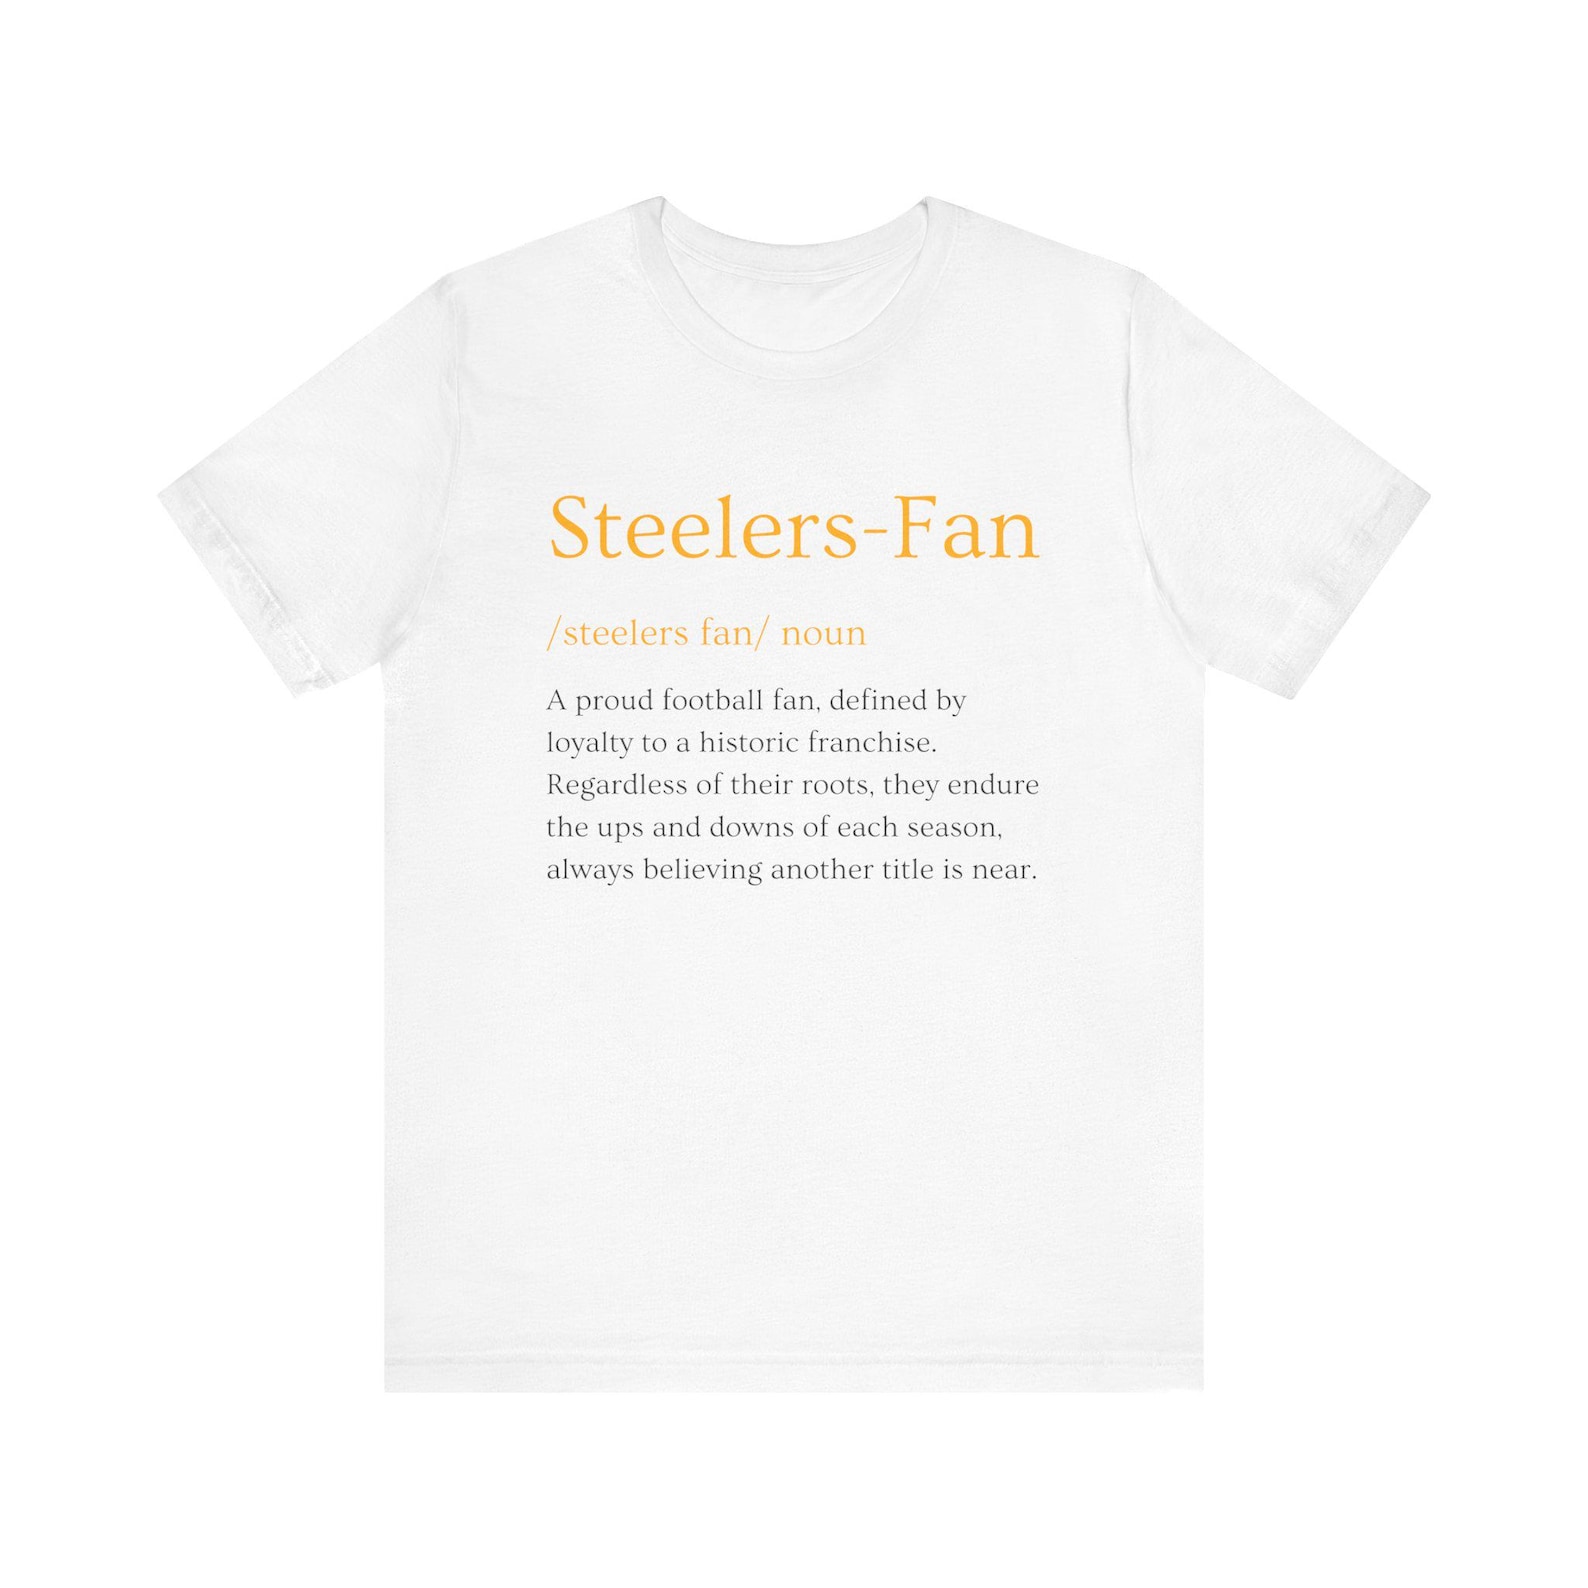 Steelers-Fan
/steelers fan/ noun
A proud football fan, defined by
loyalty to a historic franchise.
Regardless of their roots, they endure
the ups and downs of each season,
always believing another title is near.